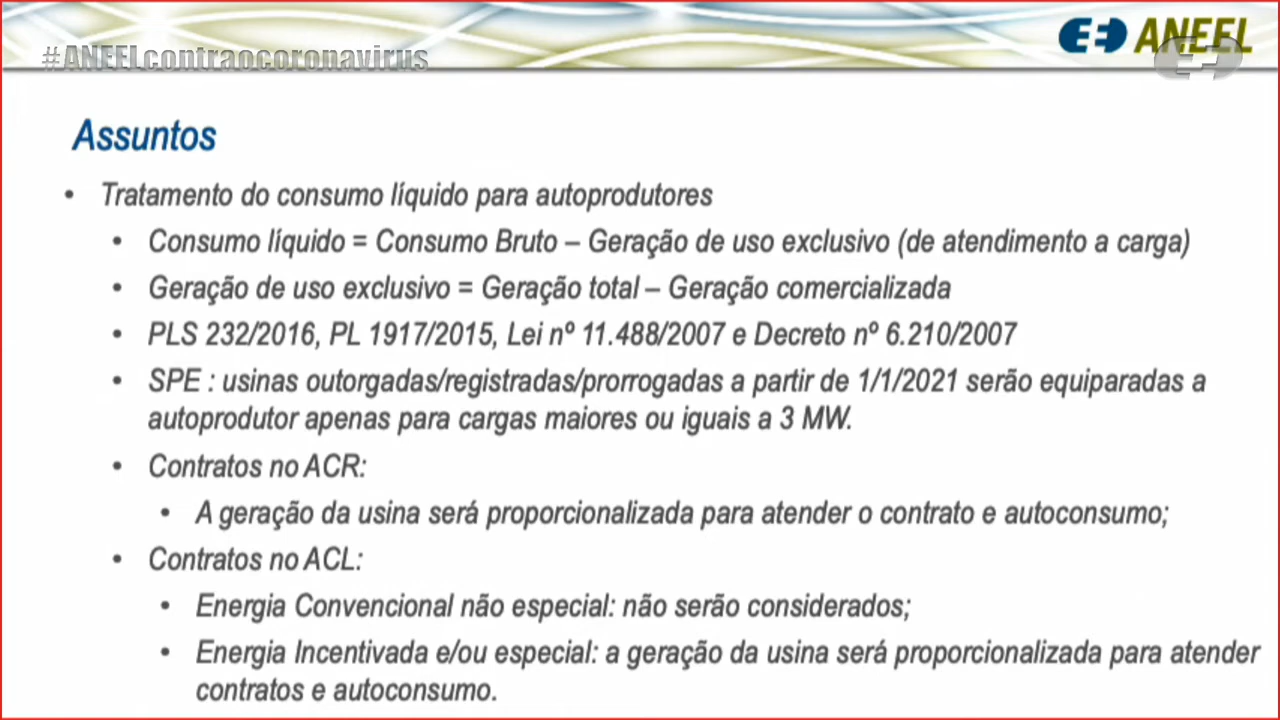 #ANEELcontraocoronavirus
ANEEL
Assuntos
• Tratamento do consumo líquido para autoprodutores
• Consumo líquido = Consumo Bruto – Geração de uso exclusivo (de atendimento a carga)
• Geração de uso exclusivo = Geração total – Geração comercializada
• PLS 232/2016, PL 1917/2015, Lei nº 11.488/2007 e Decreto nº 6.210/2007
• SPE : usinas outorgadas/registradas/prorrogadas a partir de 1/1/2021 serão equiparadas a
autoprodutor apenas para cargas maiores ou iguais a 3 MW.
• Contratos no ACR:
• A geração da usina será proporcionalizada para atender o contrato e autoconsumo;
• Contratos no ACL:
• Energia Convencional não especial: não serão considerados;
• Energia Incentivada e/ou especial: a geração da usina será proporcionalizada para atender
contratos e autoconsumo.